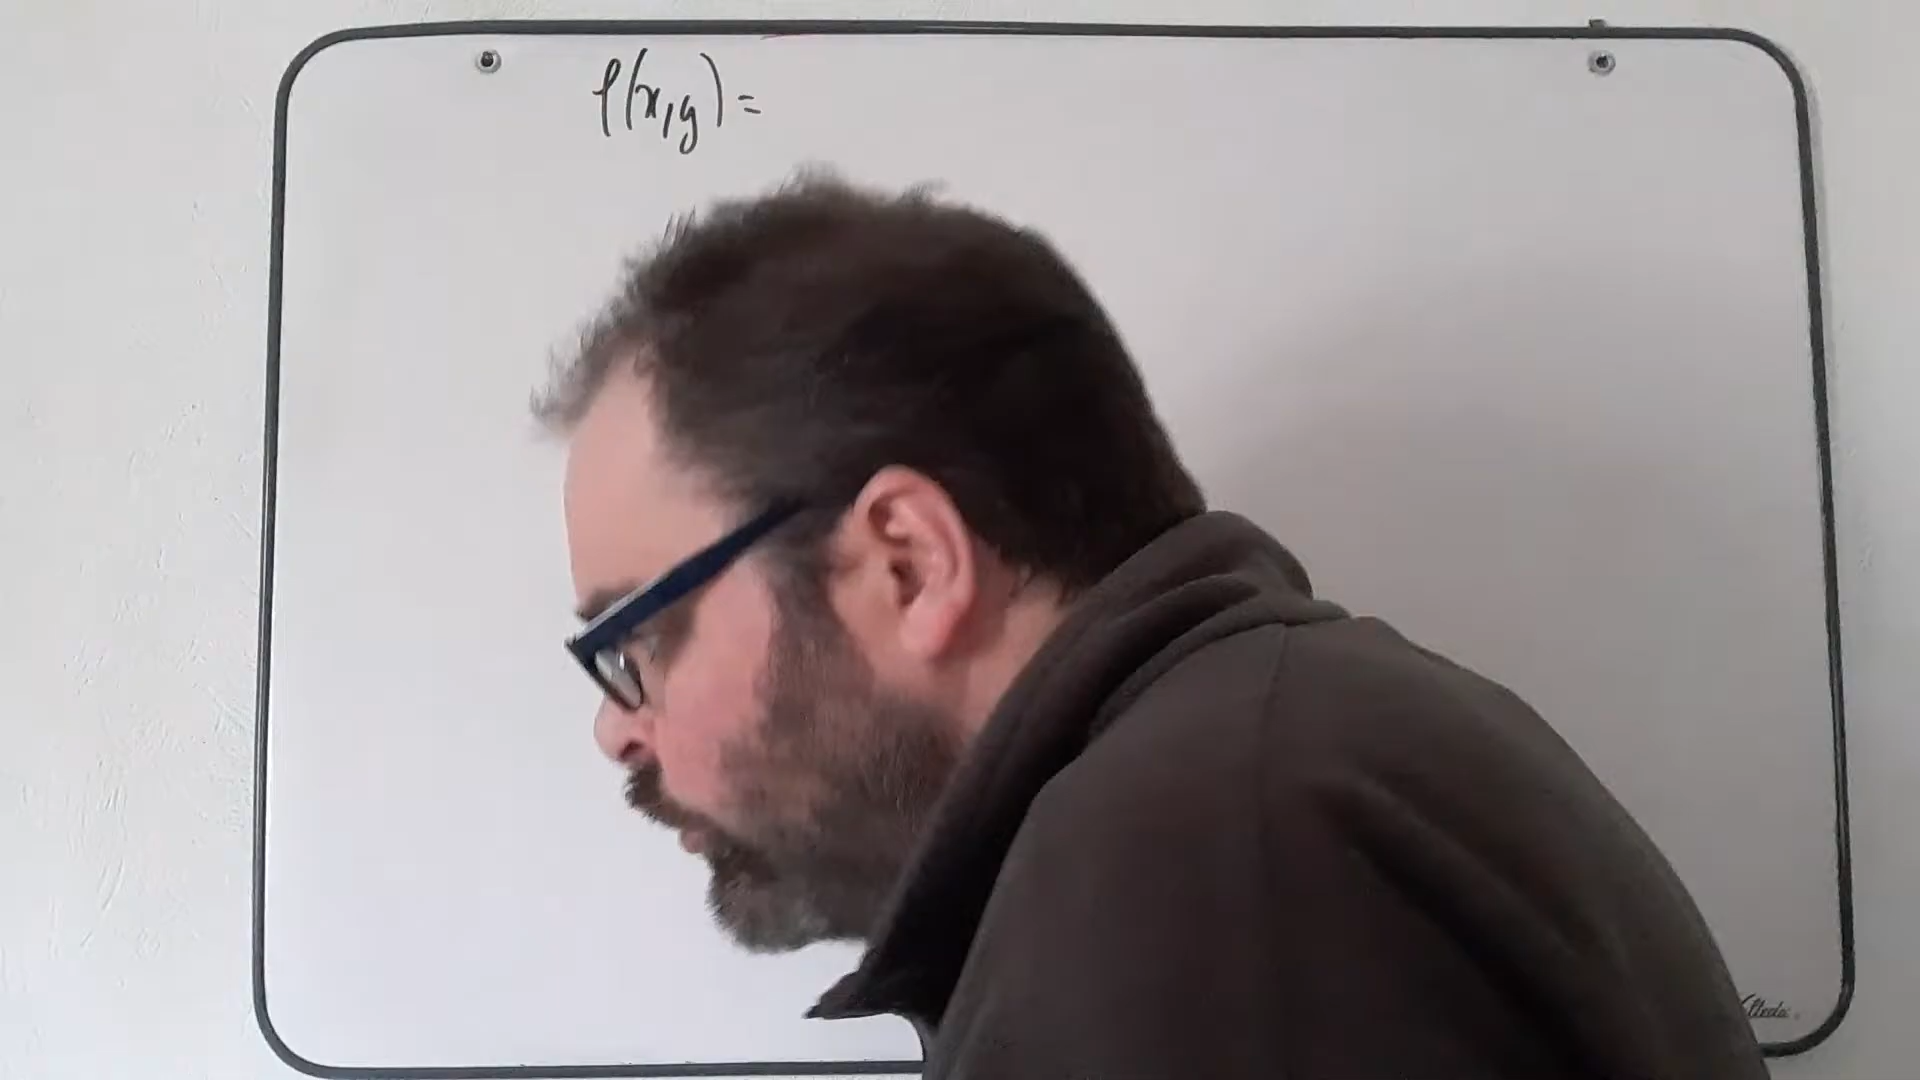 f(x,y) =